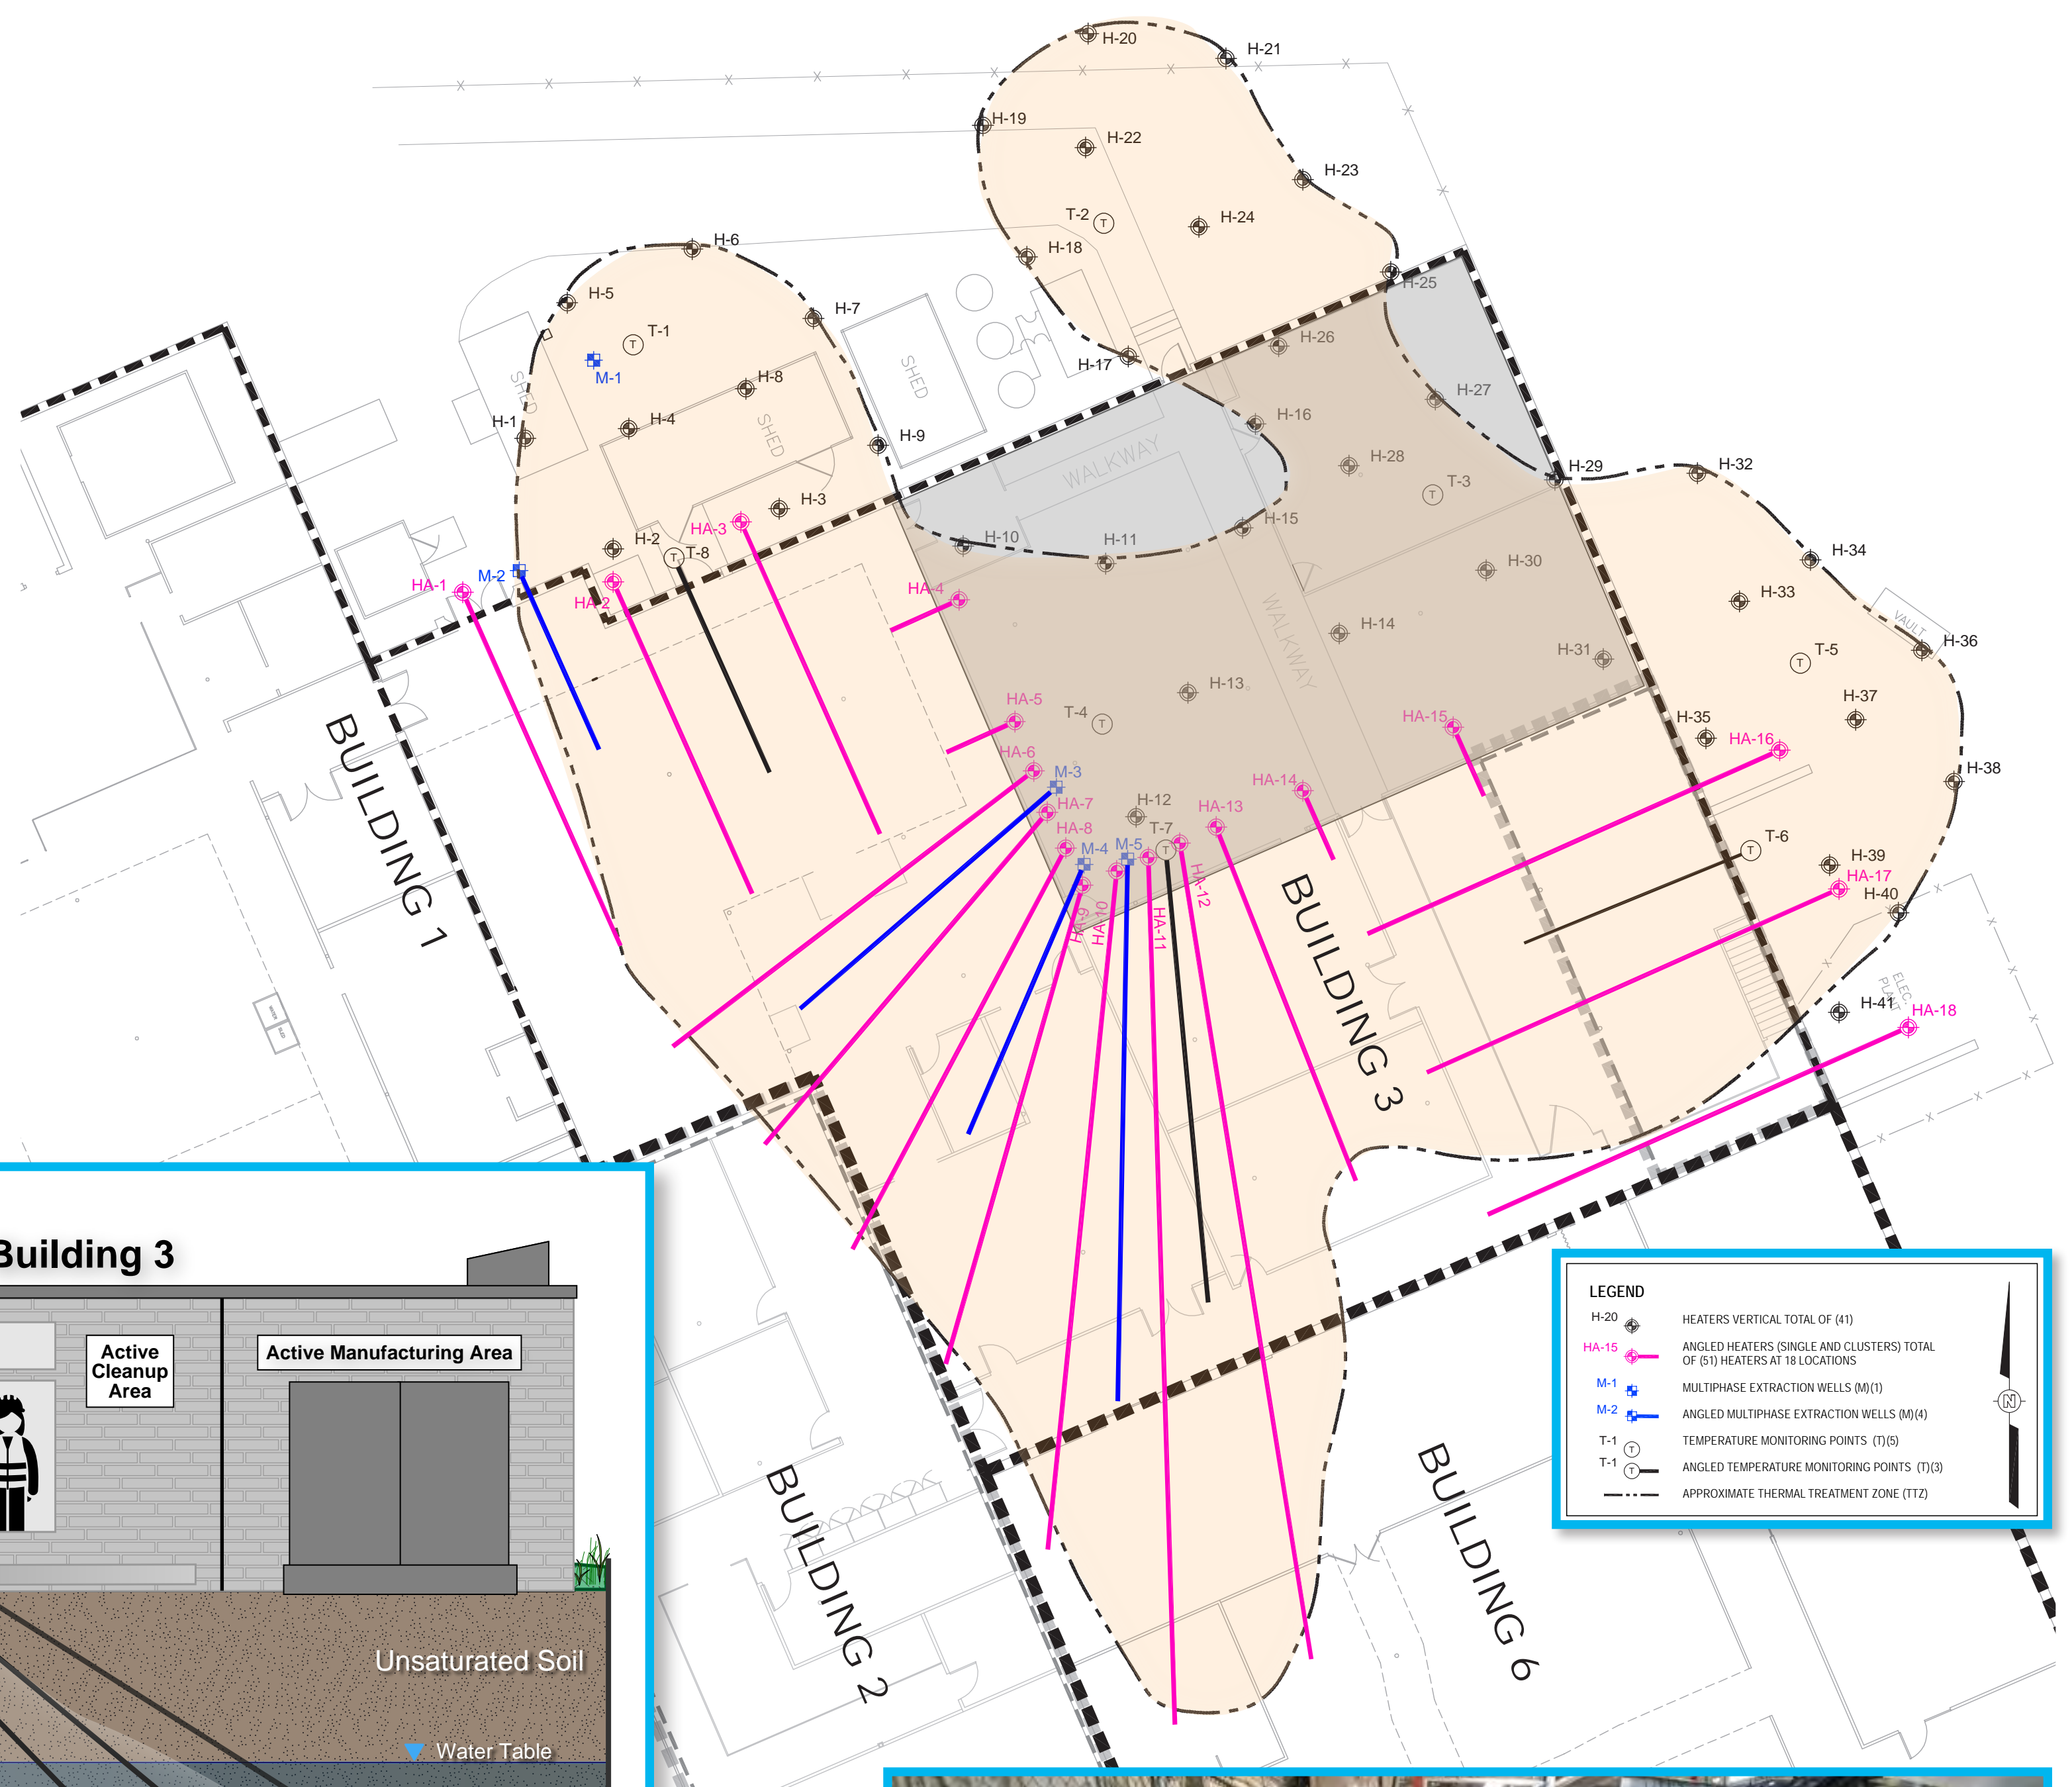 H-20
H-21
H-19
H-22
H-23
T-2
T
H-24
H-18
H-6
H-25
H-5
H-7
T-1
T
H-26
H-17
M-1
SHED
SHED
H-8
H-27
H-1
H-4
SHED
H-16
H-9
WALKWAY
H-28
H-29
H-32
T-3
T
HA-3
H-3
H-15
H-10
H-11
H-2
T
T-8
M-2
HA-1
HA-2
HA-4
H-30
H-34
H-33
WALKWAY
H-14
VAULT
H-36
H-31
T-5
T
H-13
HA-5
T-4
T
HA-15
H-35
H-37
HA-16
HA-6
M-3
H-38
HA-14
HA-7
H-12
HA-13
HA-8
T-7
T
M-4
M-5
T-6
T
H-39
HA-17
H-40
HA-9
HA-10
HA-11
HA-12
BUILDING 1
BUILDING 3
ELEC.
PLANT
H-41
HA-18
BUILDING 2
BUILDING 6
Building 3
Active
Cleanup
Area
Active Manufacturing Area
Unsaturated Soil
Water Table
LEGEND
H-20 HEATERS VERTICAL TOTAL OF (41)
HA-15 ANGLED HEATERS (SINGLE AND CLUSTERS) TOTAL
OF (51) HEATERS AT 18 LOCATIONS
M-1 MULTIPHASE EXTRACTION WELLS (M)(1)
M-2 ANGLED MULTIPHASE EXTRACTION WELLS (M)(4)
T-1 T TEMPERATURE MONITORING POINTS (T)(5)
T-1 T ANGLED TEMPERATURE MONITORING POINTS (T)(3)
APPROXIMATE THERMAL TREATMENT ZONE (TTZ)
N